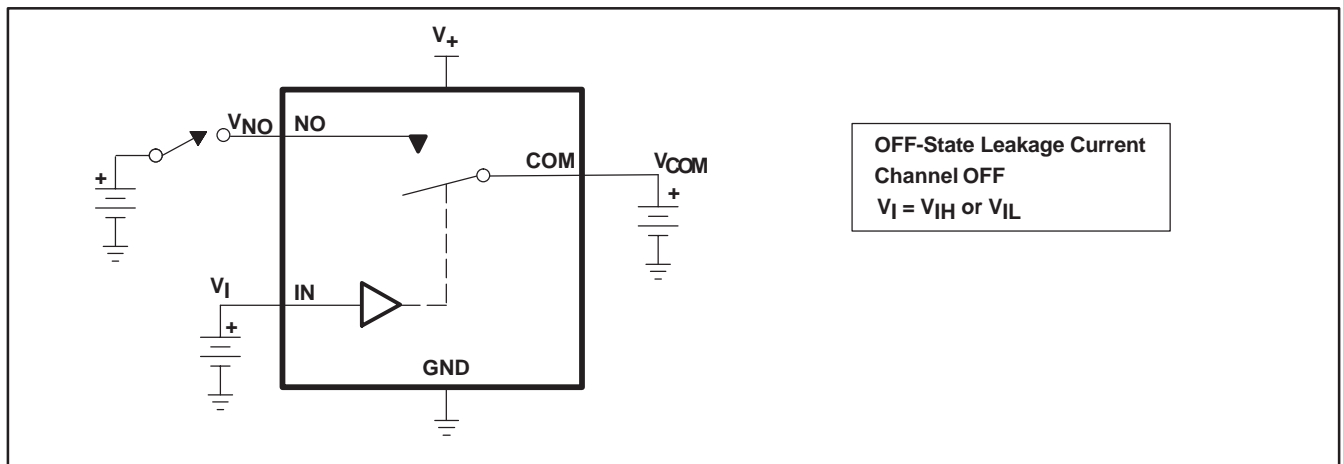 V+
VNO NO
COM VCOM
+
+
VI IN
+
GND
OFF-State Leakage Current
Channel OFF
VI = VIH or VIL